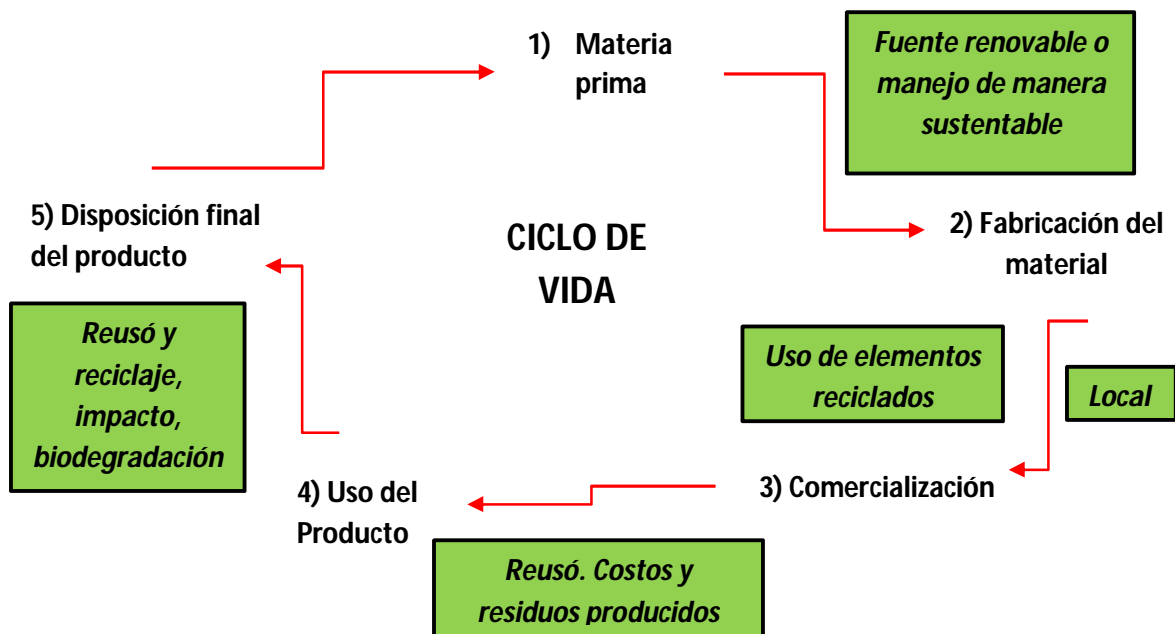 1) Materia
prima
Fuente renovable o
manejo de manera
sustentable
2) Fabricación del
material
5) Disposición final
del producto
CICLO DE
VIDA
Reusó y
reciclaje,
impacto,
biodegradación
Uso de elementos
reciclados
Local
3) Comercialización
4) Uso del
Producto
Reusó. Costos y
residuos producidos